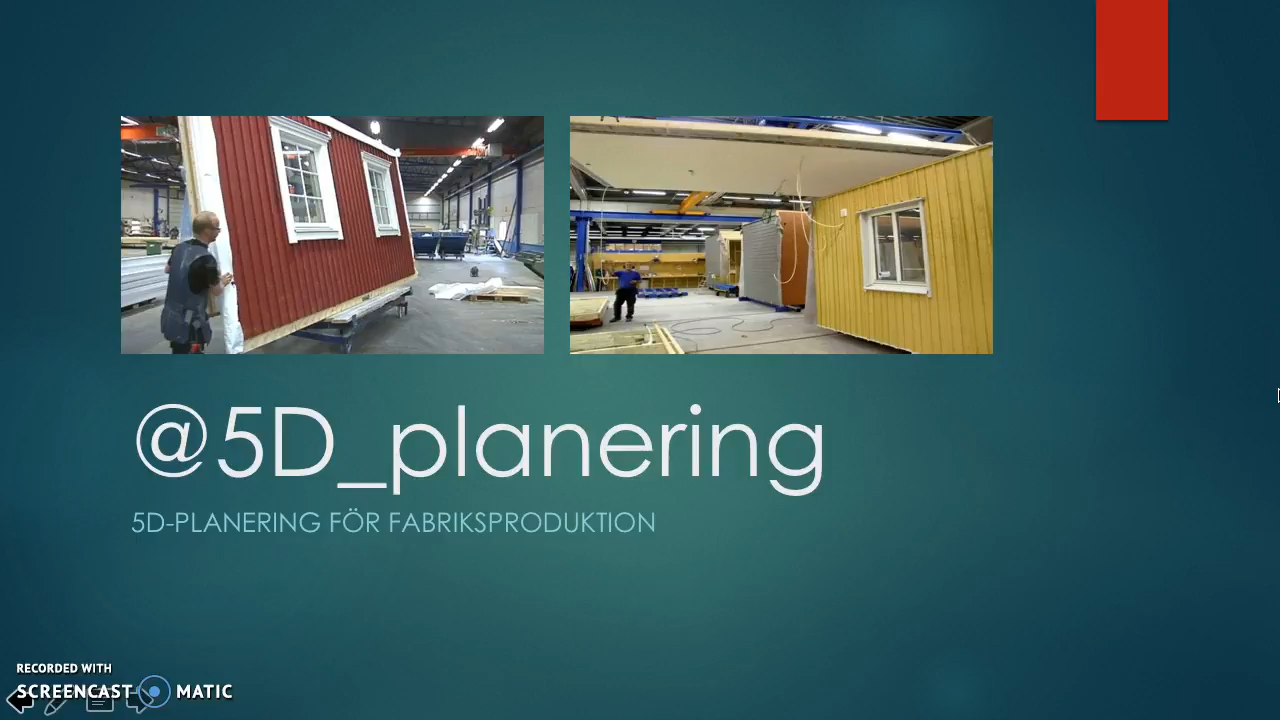 @5D_planering
5D-PLANERING FÖR FABRIKSPRODUKTION
RECORDED WITH
SCREENCAST MATIC